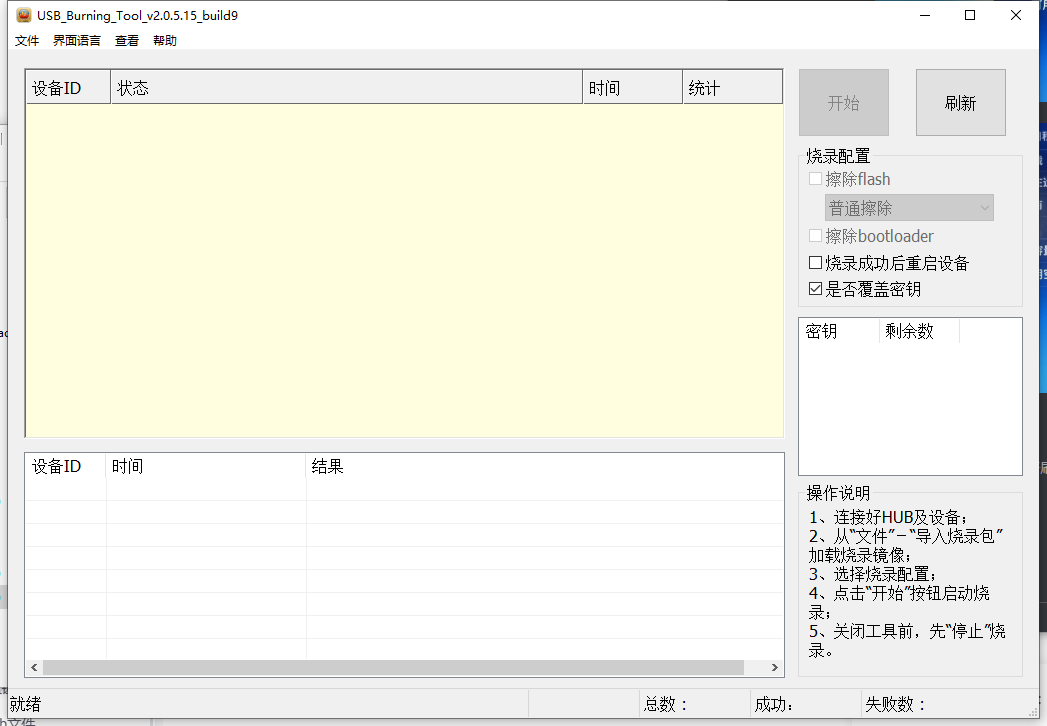 USB_Burning_Tool_v2.0.5.15_build9
文件 界面语言 查看 帮助
设备ID 状态 时间 统计
开始 刷新
烧录配置
擦除flash
普通擦除
擦除bootloader
烧录成功后重启设备
是否覆盖密钥
密钥 剩余数
设备ID 时间 结果
操作说明
1、连接好HUB及设备；
2、从“文件”－“导入烧录包”
加载烧录镜像；
3、选择烧录配置；
4、点击“开始”按钮启动烧
录；
5、关闭工具前，先“停止”烧
录。
就绪 总数： 成功: 失败数：